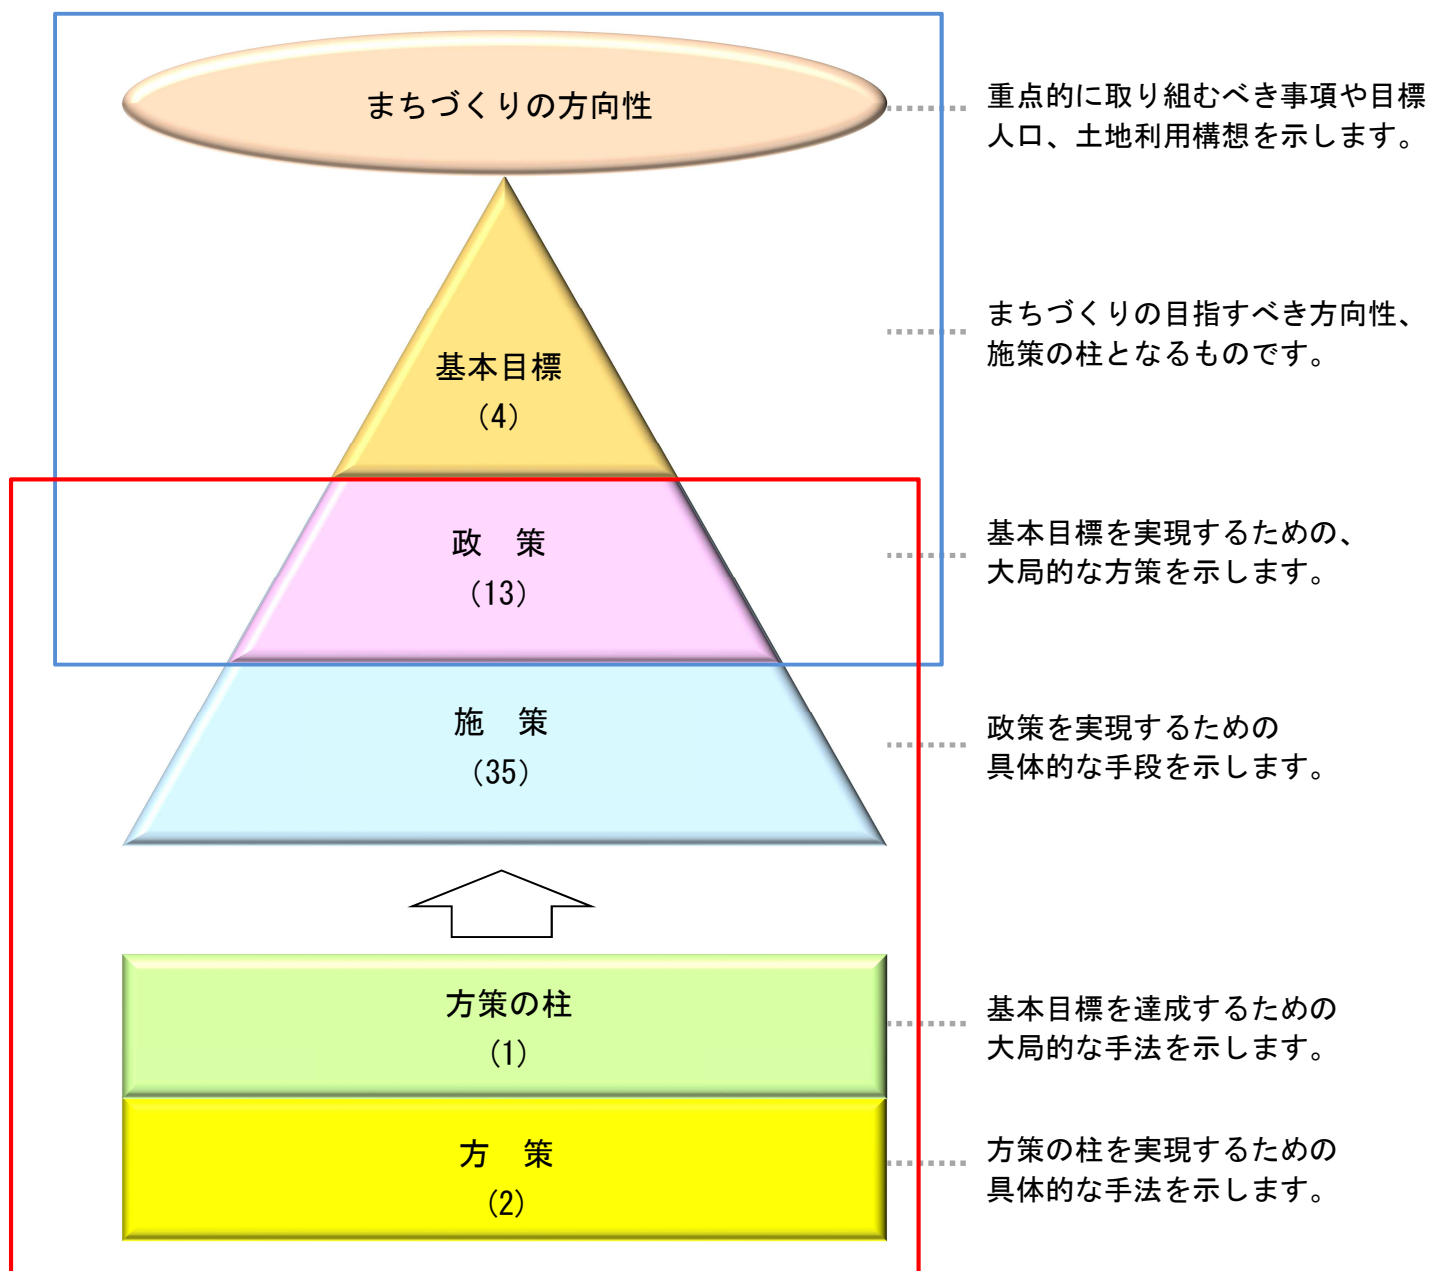 まちづくりの方向性
重点的に取り組むべき事項や目標
人口、土地利用構想を示します。
基本目標
(4)
まちづくりの目指すべき方向性、
施策の柱となるものです。
政　策
(13)
基本目標を実現するための、
大局的な方策を示します。
施　策
(35)
政策を実現するための
具体的な手段を示します。
方策の柱
(1)
基本目標を達成するための
大局的な手法を示します。
方　策
(2)
方策の柱を実現するための
具体的な手法を示します。